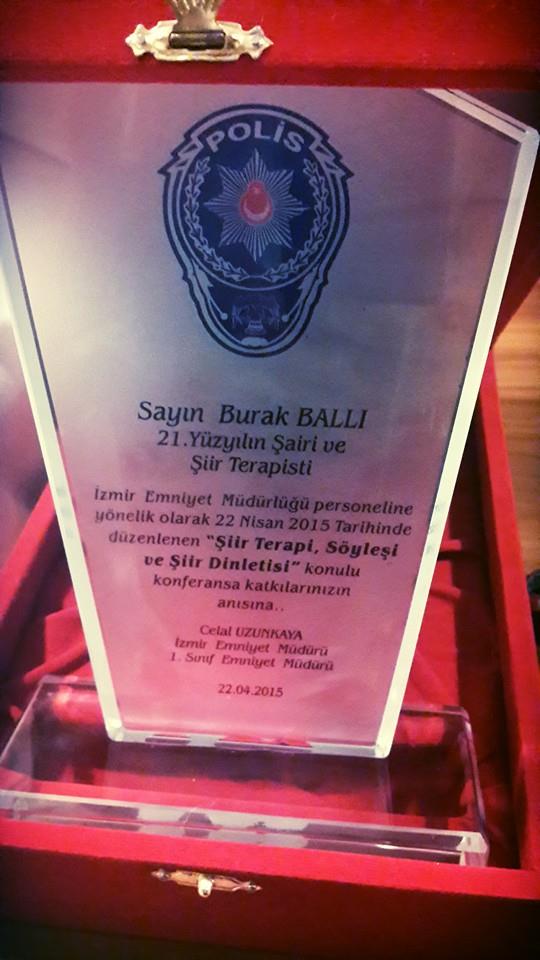 POLİS
Sayın Burak BALLI
21.Yüzyılın Şairi ve
Şiir Terapisti
İzmir Emniyet Müdürlüğü personeline
yönelik olarak 22 Nisan 2015 Tarihinde
düzenlenen "Şiir Terapi, Söyleşi
ve Şiir Dinletisi" konulu
konferansa katkılarınızın
anısına..
Celal UZUNKAYA
İzmir Emniyet Müdürü
1. Sınıf Emniyet Müdürü
22.04.2015